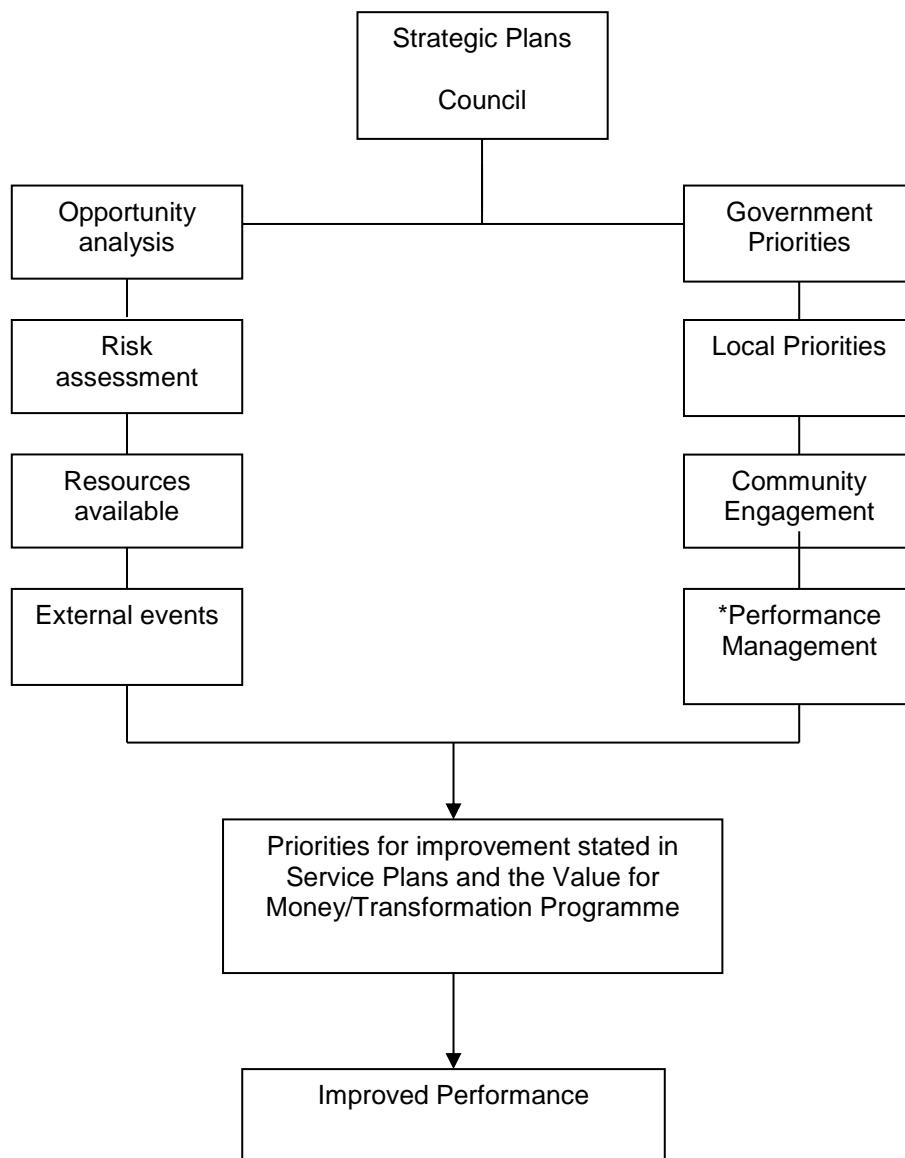 Strategic Plans
Council
Opportunity
analysis
Government
Priorities
Risk
assessment
Local Priorities
Resources
available
Community
Engagement
External events
*Performance
Management
Priorities for improvement stated in
Service Plans and the Value for
Money/Transformation Programme
Improved Performance